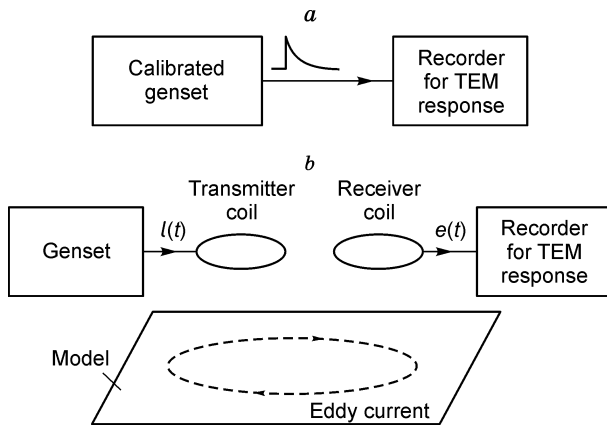 a
Calibrated
genset
Recorder
for TEM
response
b
Transmitter
coil
Receiver
coil
Genset
I(t)
e(t)
Recorder
for TEM
response
Model
Eddy current